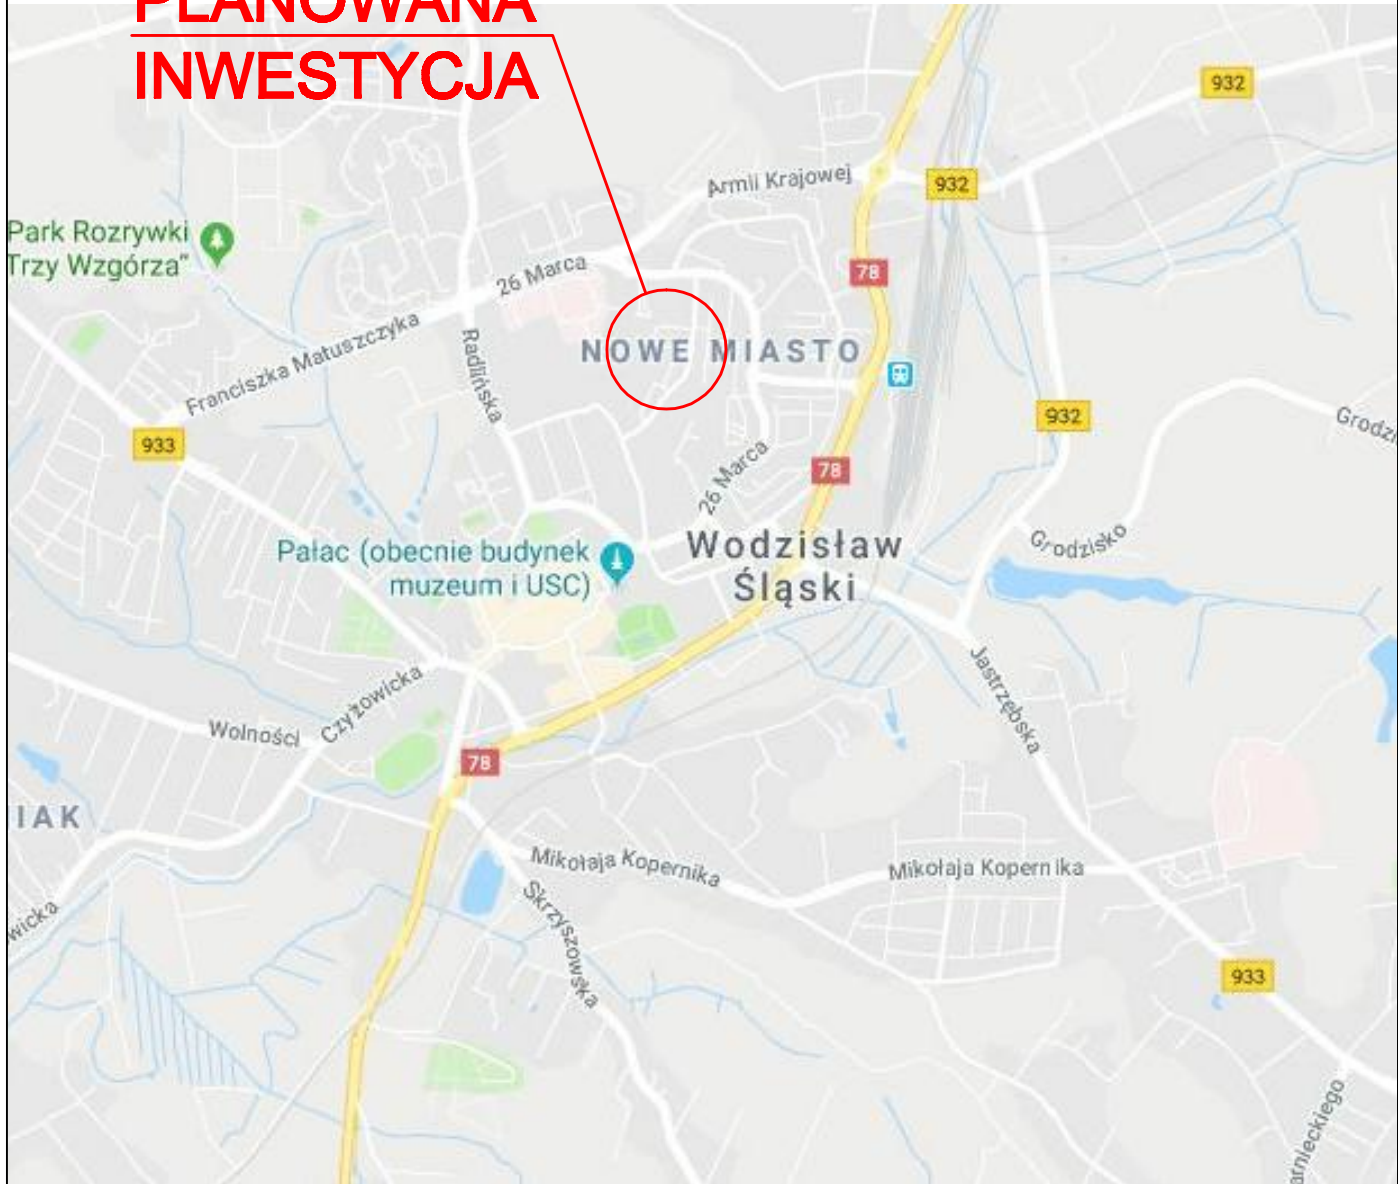 PLANOWANA
INWESTYCJA
932
Armii Krajowej
932
Park Rozrywki
Trzy Wzgórza"
26 Marca
78
NOWE MIASTO
Franciszka Matuszczyka
Radlińska
932
Grodzi
933
26 Marca
78
Grodzisko
Wodzisław
Śląski
Pałac (obecnie budynek
muzeum i USC)
Jastrzębska
Czyżowicka
Wolności
78
IAK
Mikołaja Kopernika
Mikołaja Kopernika
Skrzyszowska
wicka
933
arnieckiego